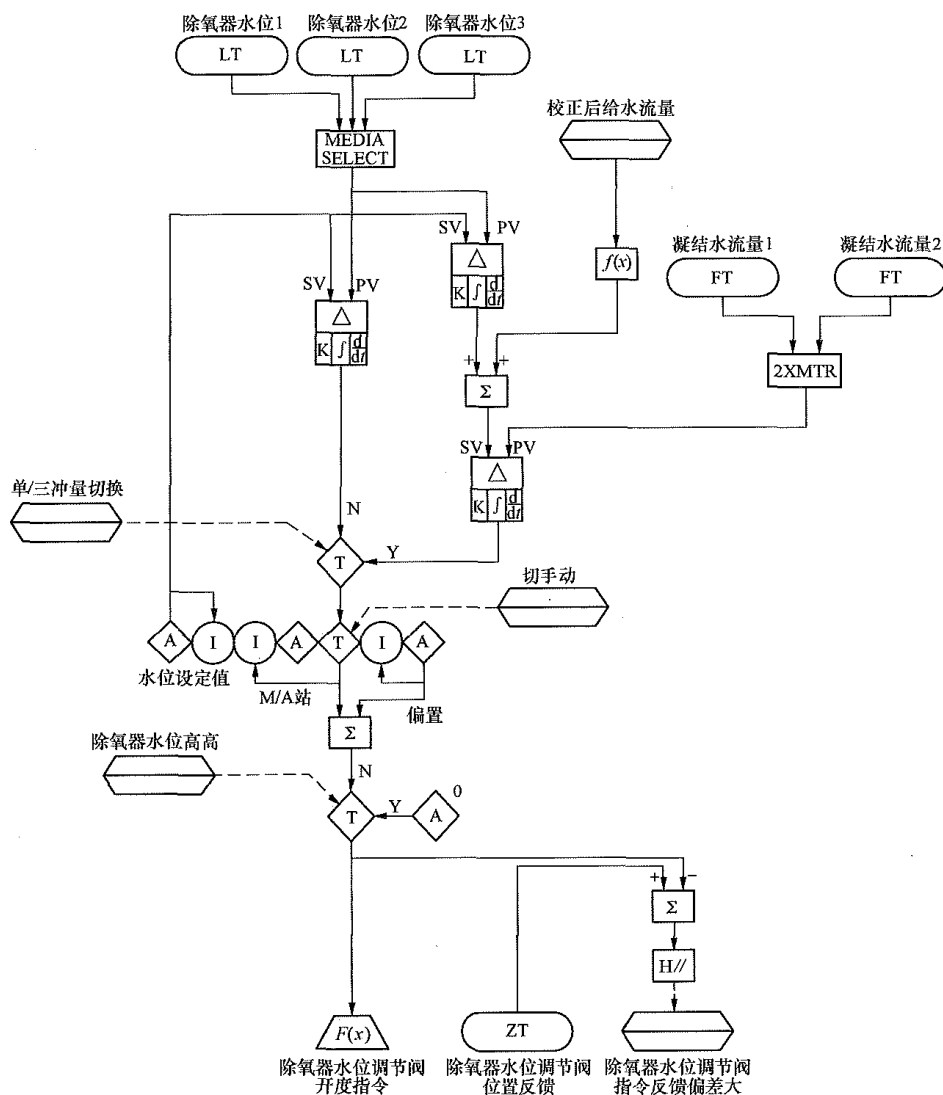 除氧器水位1 除氧器水位2 除氧器水位3
LT LT LT
校正后给水流量
MEDIA
SELECT
SV PV
凝结水流量1 凝结水流量2
△
f(x)
FT FT
SV PV
K ∫ d/dt
△
K ∫ d/dt
+ +
Σ
2XMTR
SV PV
△
单/三冲量切换
K ∫ d/dt
N
T
Y
切手动
A I I A T I A
水位设定值
M/A站
偏置
Σ
除氧器水位高高
N
0
T
Y
A
+ −
Σ
H//
F(x)
ZT
除氧器水位调节阀 除氧器水位调节阀 除氧器水位调节阀
开度指令 位置反馈 指令反馈偏差大